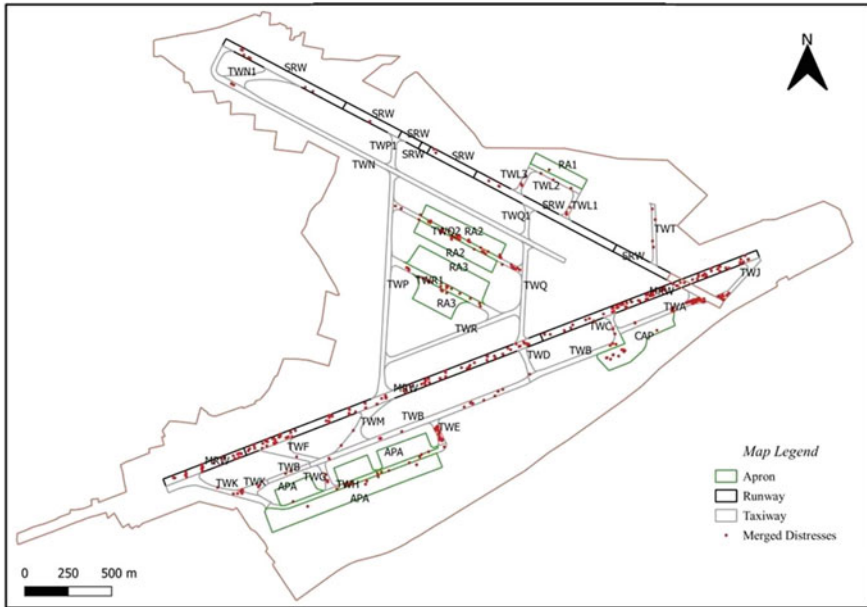 N
SRW
TWN1
SRW
SRW
TWP1
SRW
SRW
TWN
RA1
TWL3
TWL2
SRW
TWL1
TWQ1
TWT
TWQ2 RA2
RA2
SRW
RA3
TWJ
TWP
TWR1
TWQ
MRW
RA3
TWA
TWR
TWC
CAP
TWD
TWB
MRW
TWM
TWB
TWE
TWF
APA
MRW
TWB
TWK
TWK
APA
TWG
TWH
APA
Map Legend
Apron
Runway
Taxiway
Merged Distresses
0 250 500 m